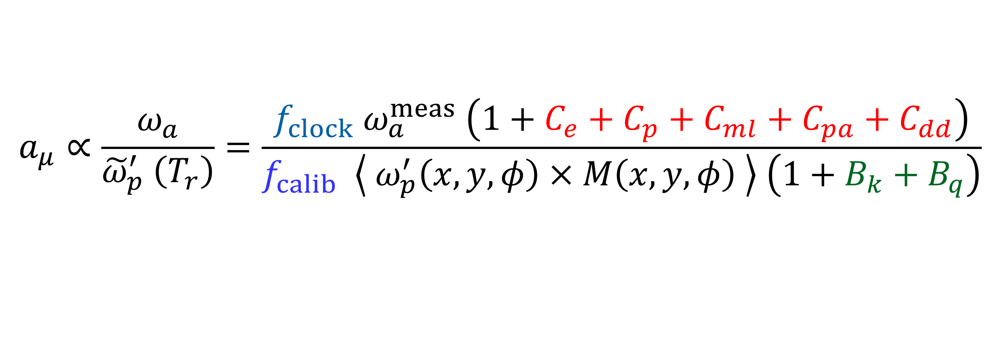 a_μ ∝ ω_a / ω̃′_p (T_r) = f_clock ω_a^meas (1 + C_e + C_p + C_ml + C_pa + C_dd) / f_calib ⟨ ω′_p(x, y, ϕ) × M(x, y, ϕ) ⟩ (1 + B_k + B_q)